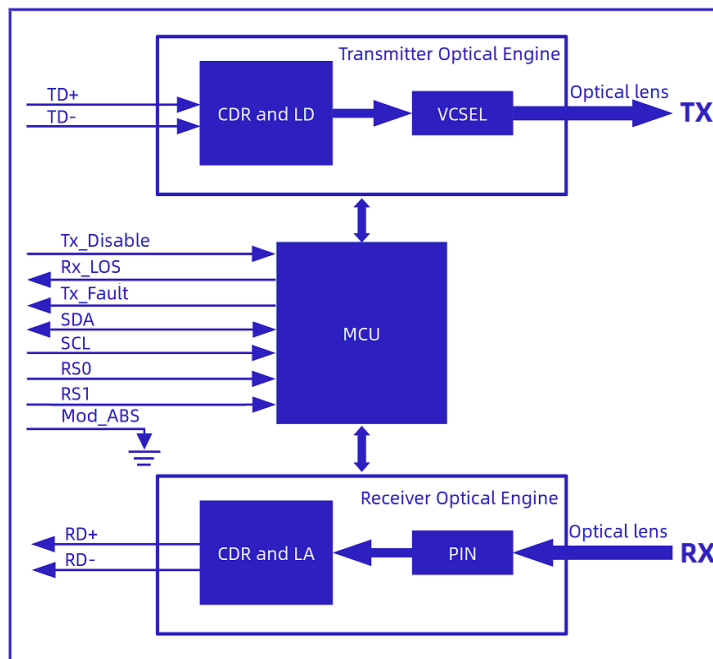 Transmitter Optical Engine
TD+
TD-
CDR and LD
VCSEL
Optical lens
TX
Tx_Disable
Rx_LOS
Tx_Fault
SDA
SCL
RS0
RS1
Mod_ABS
MCU
Receiver Optical Engine
RD+
RD-
CDR and LA
PIN
Optical lens
RX